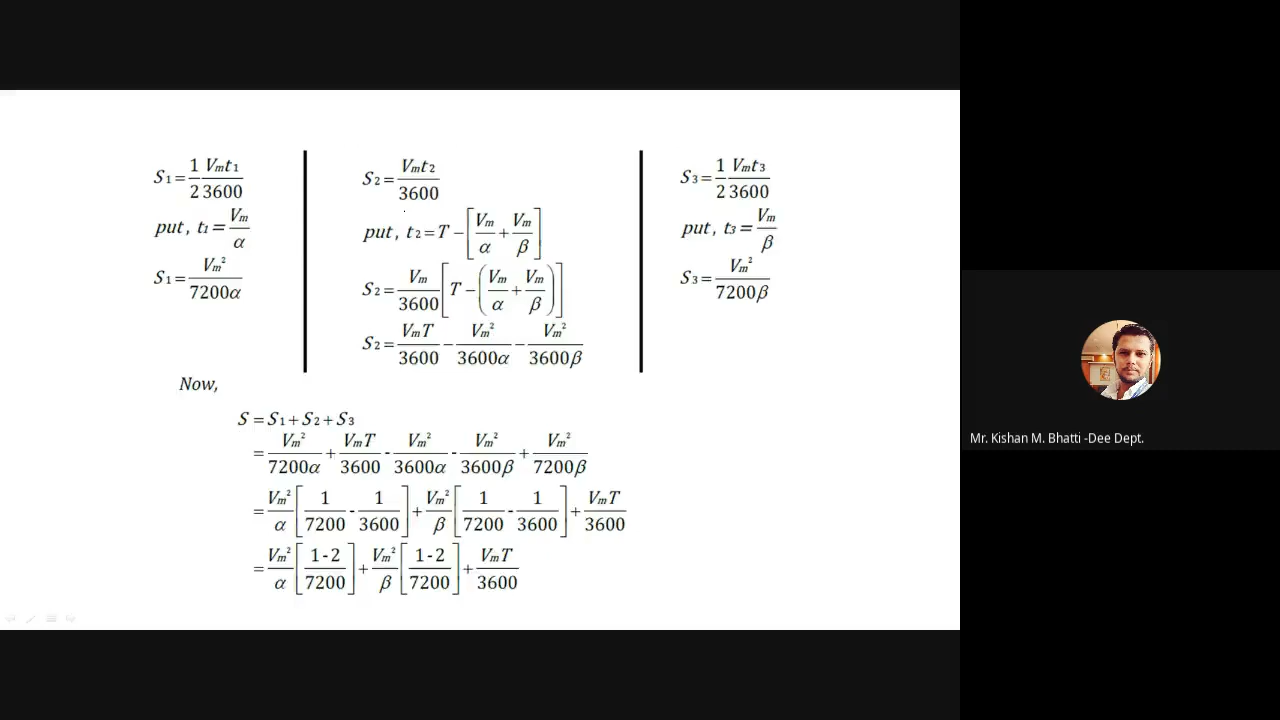 S₁ = 1/2 Vₘt₁/3600
put, t₁ = Vₘ/α
S₁ = Vₘ²/7200α
S₂ = Vₘt₂/3600
put, t₂ = T − [Vₘ/α + Vₘ/β]
S₂ = Vₘ/3600 [T − (Vₘ/α + Vₘ/β)]
S₂ = VₘT/3600 − Vₘ²/3600α − Vₘ²/3600β
S₃ = 1/2 Vₘt₃/3600
put, t₃ = Vₘ/β
S₃ = Vₘ²/7200β
Now,
S = S₁ + S₂ + S₃
= Vₘ²/7200α + VₘT/3600 - Vₘ²/3600α - Vₘ²/3600β + Vₘ²/7200β
= Vₘ²/α [1/7200 - 1/3600] + Vₘ²/β [1/7200 - 1/3600] + VₘT/3600
= Vₘ²/α [1-2/7200] + Vₘ²/β [1-2/7200] + VₘT/3600
Mr. Kishan M. Bhatti -Dee Dept.